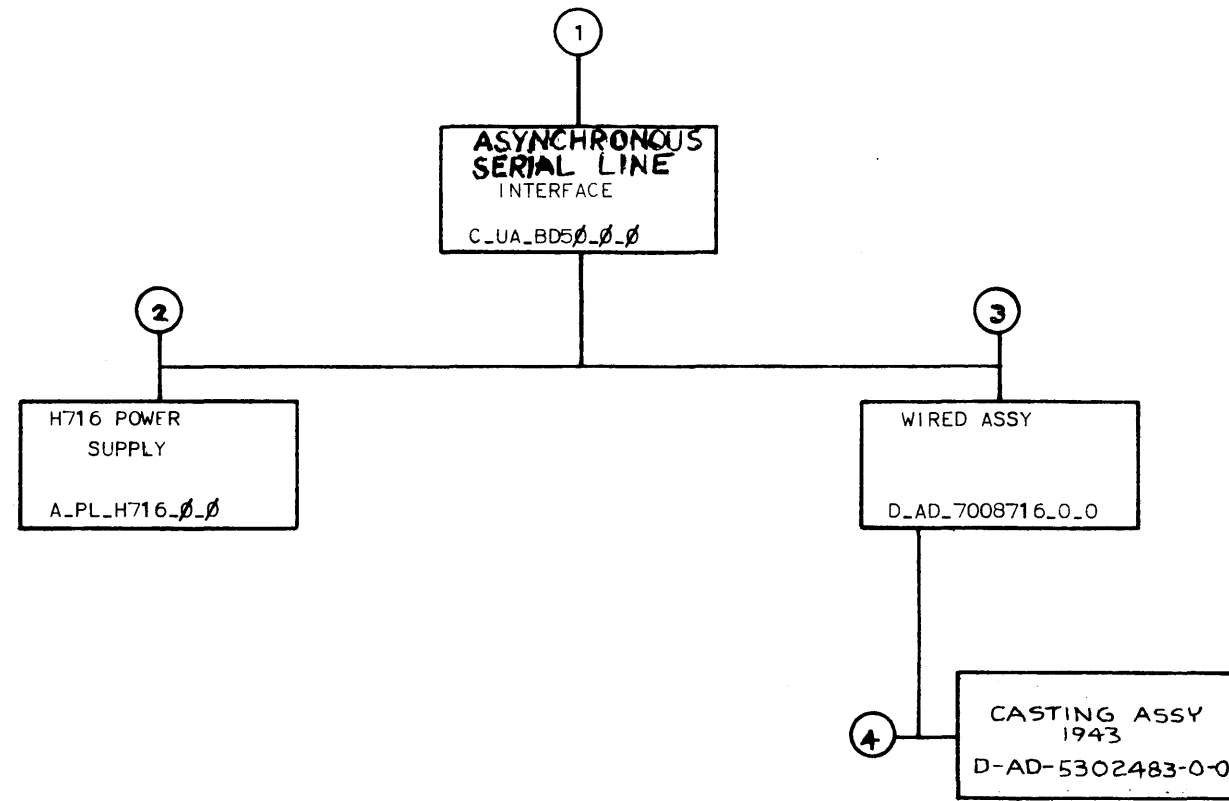 1
ASYNCHRONOUS
SERIAL LINE
INTERFACE
C_UA_BD5Ø_Ø_Ø
2
3
H716 POWER
SUPPLY
A_PL_H716_Ø_Ø
WIRED ASSY
D_AD_7008716_0_0
4
CASTING ASSY
1943
D-AD-5302483-0-0